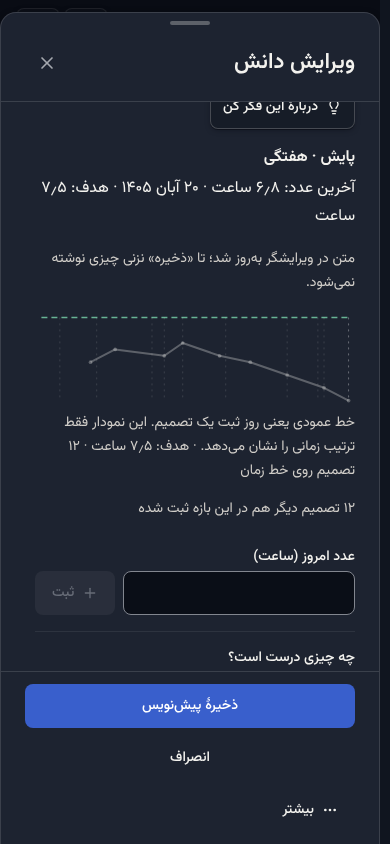 ویرایش دانش
دربارهٔ این فکر کن
پایش · هفتگی
آخرین عدد: ۶٫۸ ساعت · ۲۰ آبان ۱۴۰۵ · هدف: ۷٫۵
ساعت
متن در ویرایشگر به‌روز شد؛ تا «ذخیره» نزنی چیزی نوشته
نمی‌شود.
خط عمودی یعنی روز ثبت یک تصمیم. این نمودار فقط
ترتیب زمانی را نشان می‌دهد. · هدف: ۷٫۵ ساعت · ۱۲
تصمیم روی خط زمان
۱۲ تصمیم دیگر هم در این بازه ثبت شده
عدد امروز (ساعت)
ثبت
چه چیزی درست است؟
ذخیرهٔ پیش‌نویس
انصراف
بیشتر